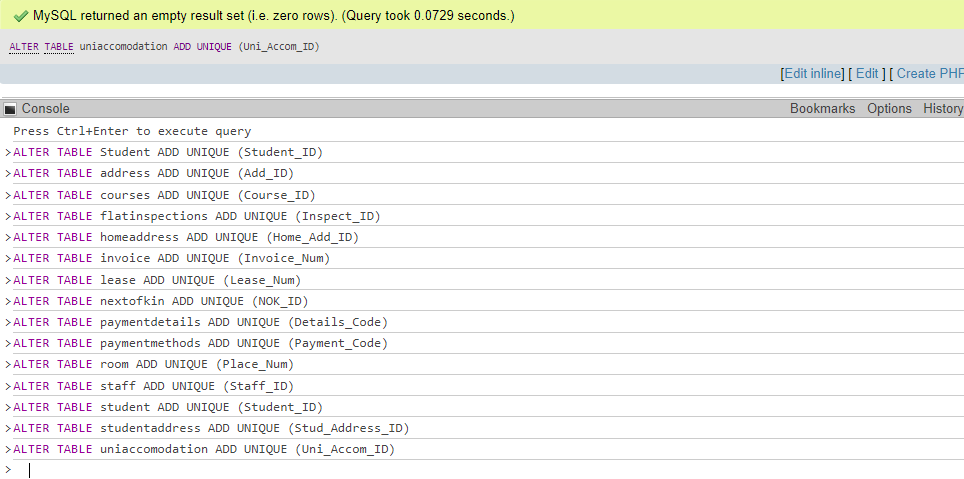 MySQL returned an empty result set (i.e. zero rows). (Query took 0.0729 seconds.)
ALTER TABLE uniaccomodation ADD UNIQUE (Uni_Accom_ID)
[Edit inline] [ Edit ] [ Create PHP
Console Bookmarks Options History
Press Ctrl+Enter to execute query
>ALTER TABLE Student ADD UNIQUE (Student_ID)
>ALTER TABLE address ADD UNIQUE (Add_ID)
>ALTER TABLE courses ADD UNIQUE (Course_ID)
>ALTER TABLE flatinspections ADD UNIQUE (Inspect_ID)
>ALTER TABLE homeaddress ADD UNIQUE (Home_Add_ID)
>ALTER TABLE invoice ADD UNIQUE (Invoice_Num)
>ALTER TABLE lease ADD UNIQUE (Lease_Num)
>ALTER TABLE nextofkin ADD UNIQUE (NOK_ID)
>ALTER TABLE paymentdetails ADD UNIQUE (Details_Code)
>ALTER TABLE paymentmethods ADD UNIQUE (Payment_Code)
>ALTER TABLE room ADD UNIQUE (Place_Num)
>ALTER TABLE staff ADD UNIQUE (Staff_ID)
>ALTER TABLE student ADD UNIQUE (Student_ID)
>ALTER TABLE studentaddress ADD UNIQUE (Stud_Address_ID)
>ALTER TABLE uniaccomodation ADD UNIQUE (Uni_Accom_ID)
>